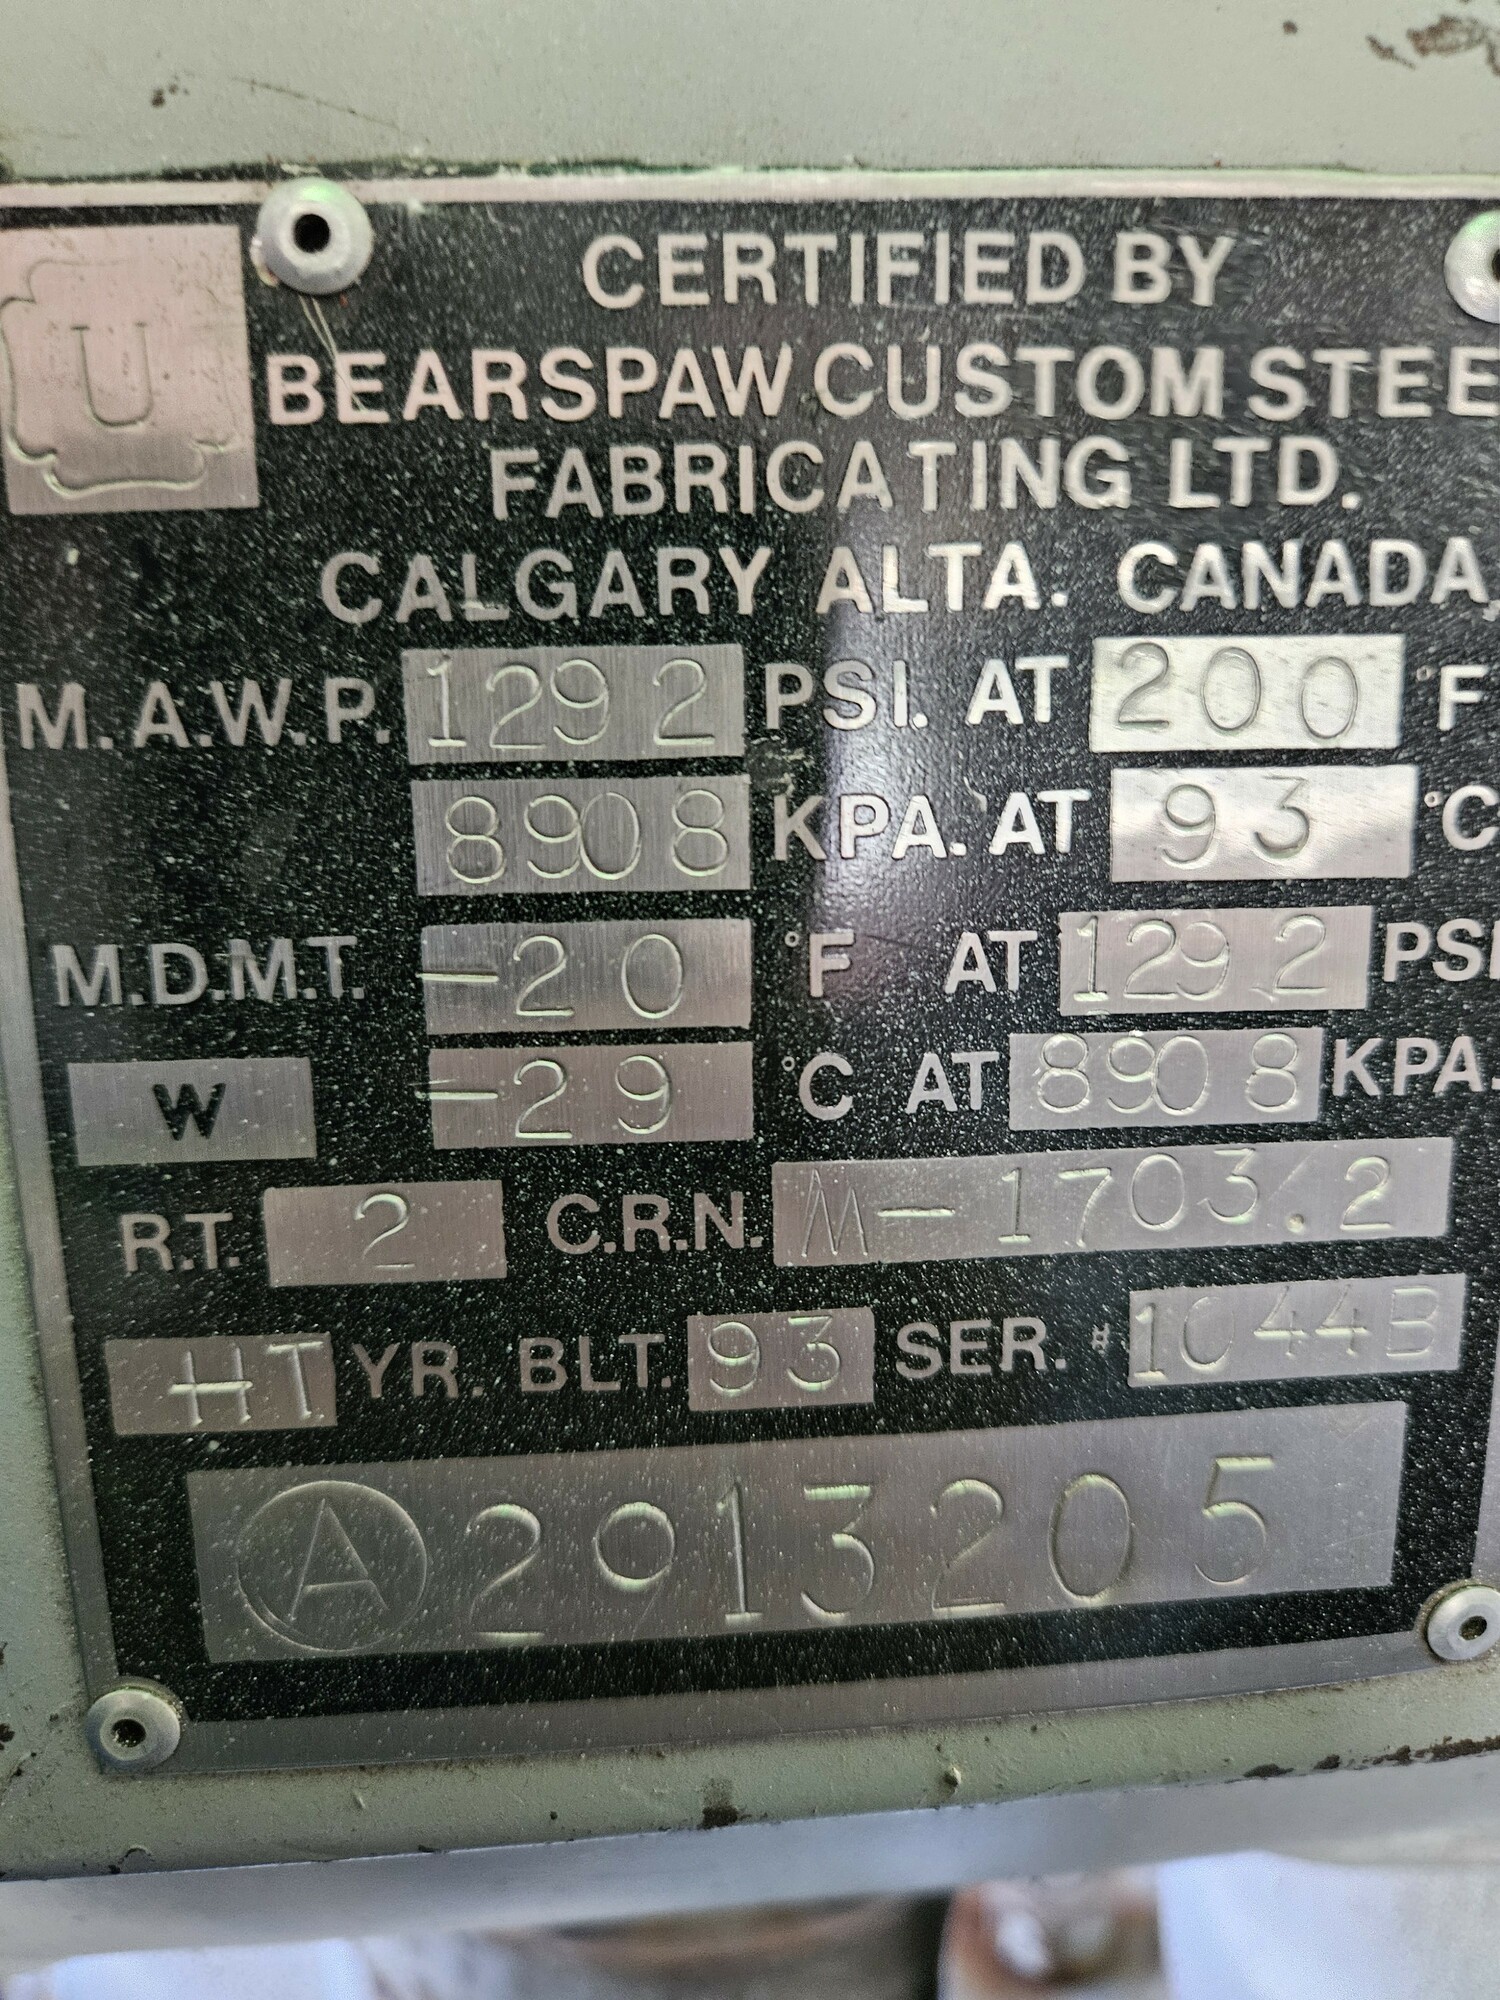 U
CERTIFIED BY
BEARSPAW CUSTOM STEE
FABRICATING LTD.
CALGARY ALTA. CANADA
M.A.W.P. 1292 PSI. AT 200 °F
8908 KPA. AT 93 °C
M.D.M.T. -20 °F AT 1292 PSI
W -29 °C AT 8908 KPA.
R.T. 2 C.R.N. M-1703.2
HT YR. BLT. 93 SER. # 1044B
A 2913205